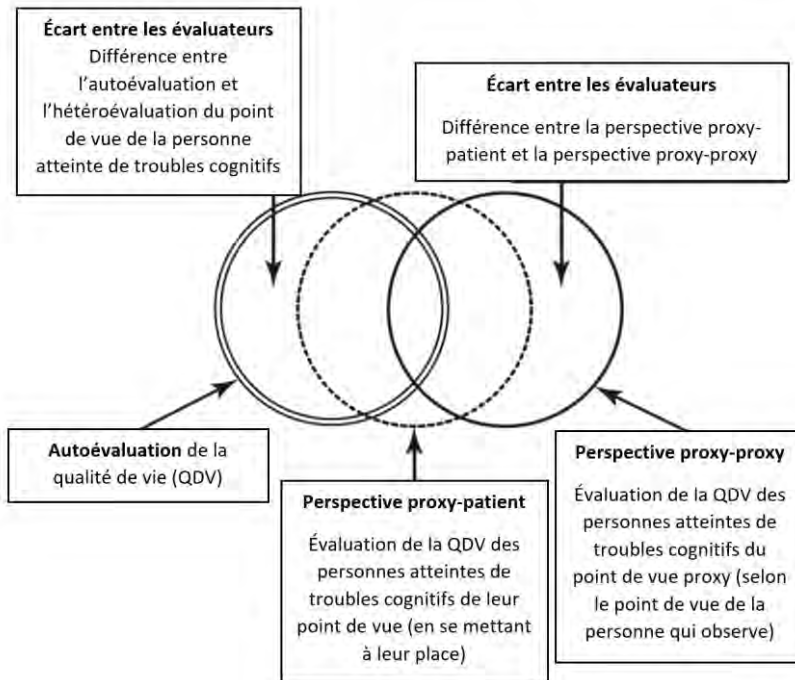 Écart entre les évaluateurs
Différence entre
l'autoévaluation et
l'hétéroévaluation du point
de vue de la personne
atteinte de troubles cognitifs
Écart entre les évaluateurs
Différence entre la perspective proxy-
patient et la perspective proxy-proxy
Autoévaluation de la
qualité de vie (QDV)
Perspective proxy-patient
Évaluation de la QDV des
personnes atteintes de
troubles cognitifs de leur
point de vue (en se mettant
à leur place)
Perspective proxy-proxy
Évaluation de la QDV des
personnes atteintes de
troubles cognitifs du
point de vue proxy (selon
le point de vue de la
personne qui observe)